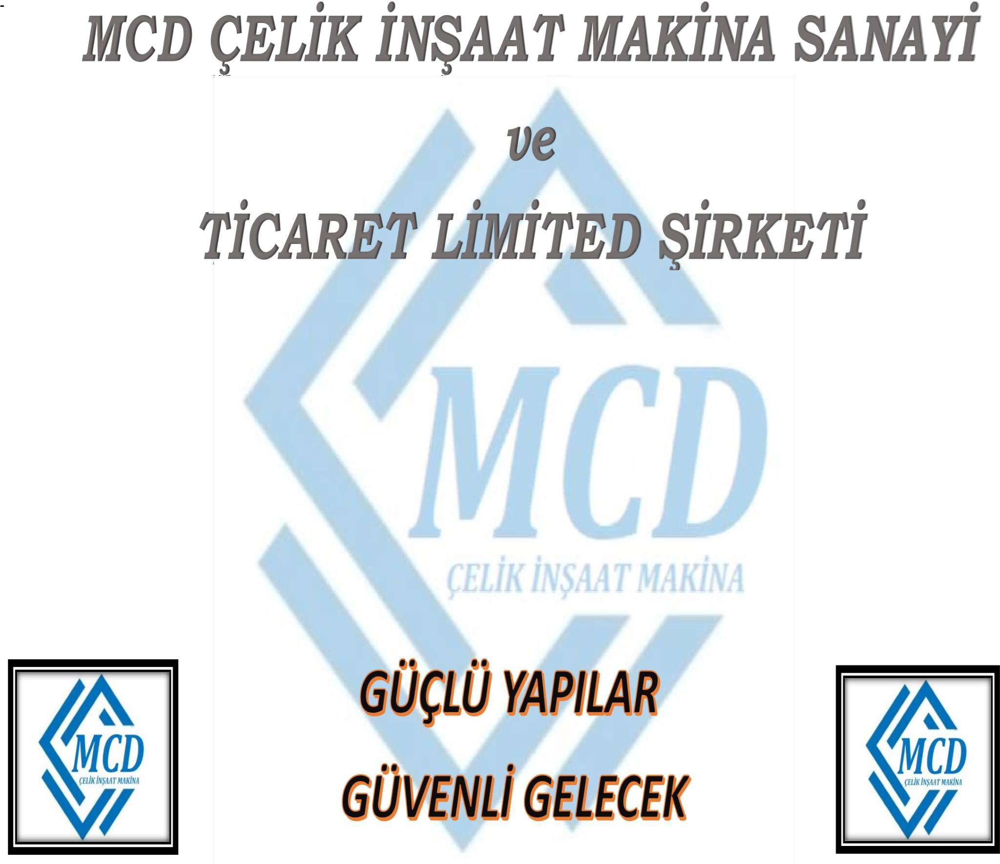 -
MCD ÇELİK İNŞAAT MAKİNA SANAYİ
ve
TİCARET LİMİTED ŞİRKETİ
MCD
ÇELİK İNŞAAT MAKİNA
GÜÇLÜ YAPILAR
GÜVENLİ GELECEK
MCD
ÇELİK İNŞAAT MAKİNA
MCD
ÇELİK İNŞAAT MAKİNA